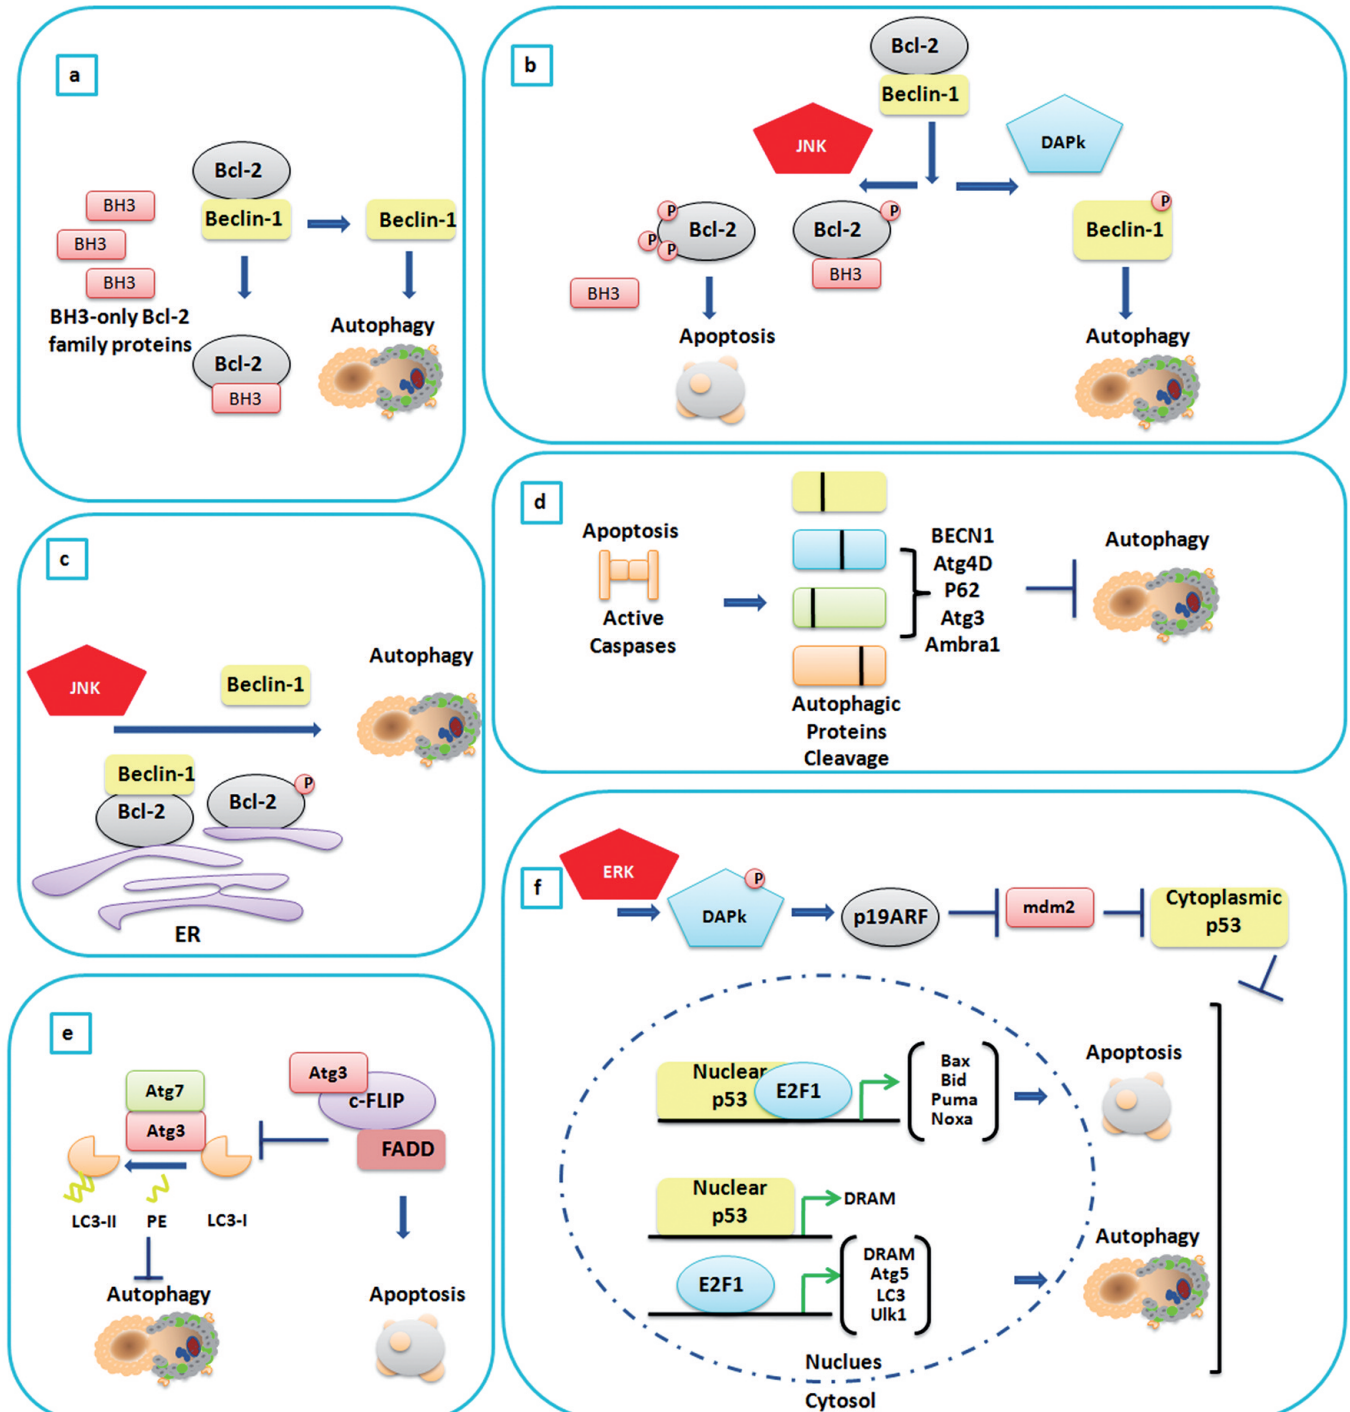 a
Bcl-2
Beclin-1
Beclin-1
BH3
BH3
BH3
BH3-only Bcl-2
family proteins
Autophagy
Bcl-2
BH3
b
Bcl-2
Beclin-1
JNK
DAPk
P
P
P
Bcl-2
P
Bcl-2
BH3
BH3
P
Beclin-1
Apoptosis
Autophagy
c
JNK
Beclin-1
Autophagy
Beclin-1
Bcl-2
Bcl-2
P
ER
d
Apoptosis
Active
Caspases
BECN1
Atg4D
P62
Atg3
Ambra1
Autophagic
Proteins
Cleavage
Autophagy
e
Atg7
Atg3
Atg3
c-FLIP
FADD
LC3-II
PE
LC3-I
Autophagy
Apoptosis
f
ERK
P
DAPk
p19ARF
mdm2
Cytoplasmic
p53
Nuclear
p53
E2F1
Bax
Bid
Puma
Noxa
Apoptosis
Nuclear
p53
DRAM
E2F1
DRAM
Atg5
LC3
Ulk1
Autophagy
Nuclues
Cytosol